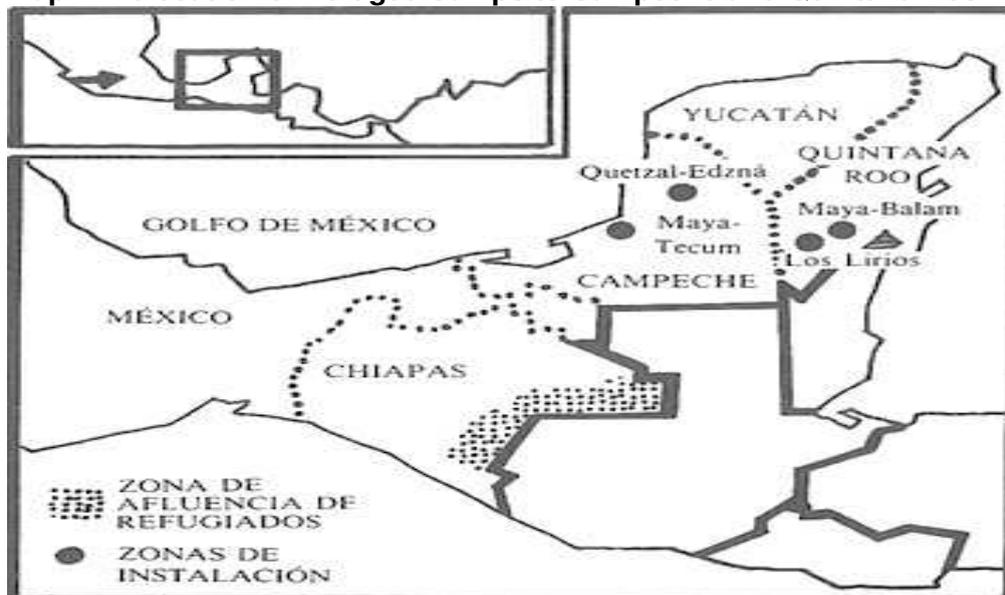 YUCATÁN
QUINTANA
ROO
Quetzal-Edzná
Maya-Balam
GOLFO DE MÉXICO
Maya-
Tecum
Los Lirios
CAMPECHE
MÉXICO
CHIAPAS
ZONA DE
AFLUENCIA DE
REFUGIADOS
ZONAS DE
INSTALACIÓN